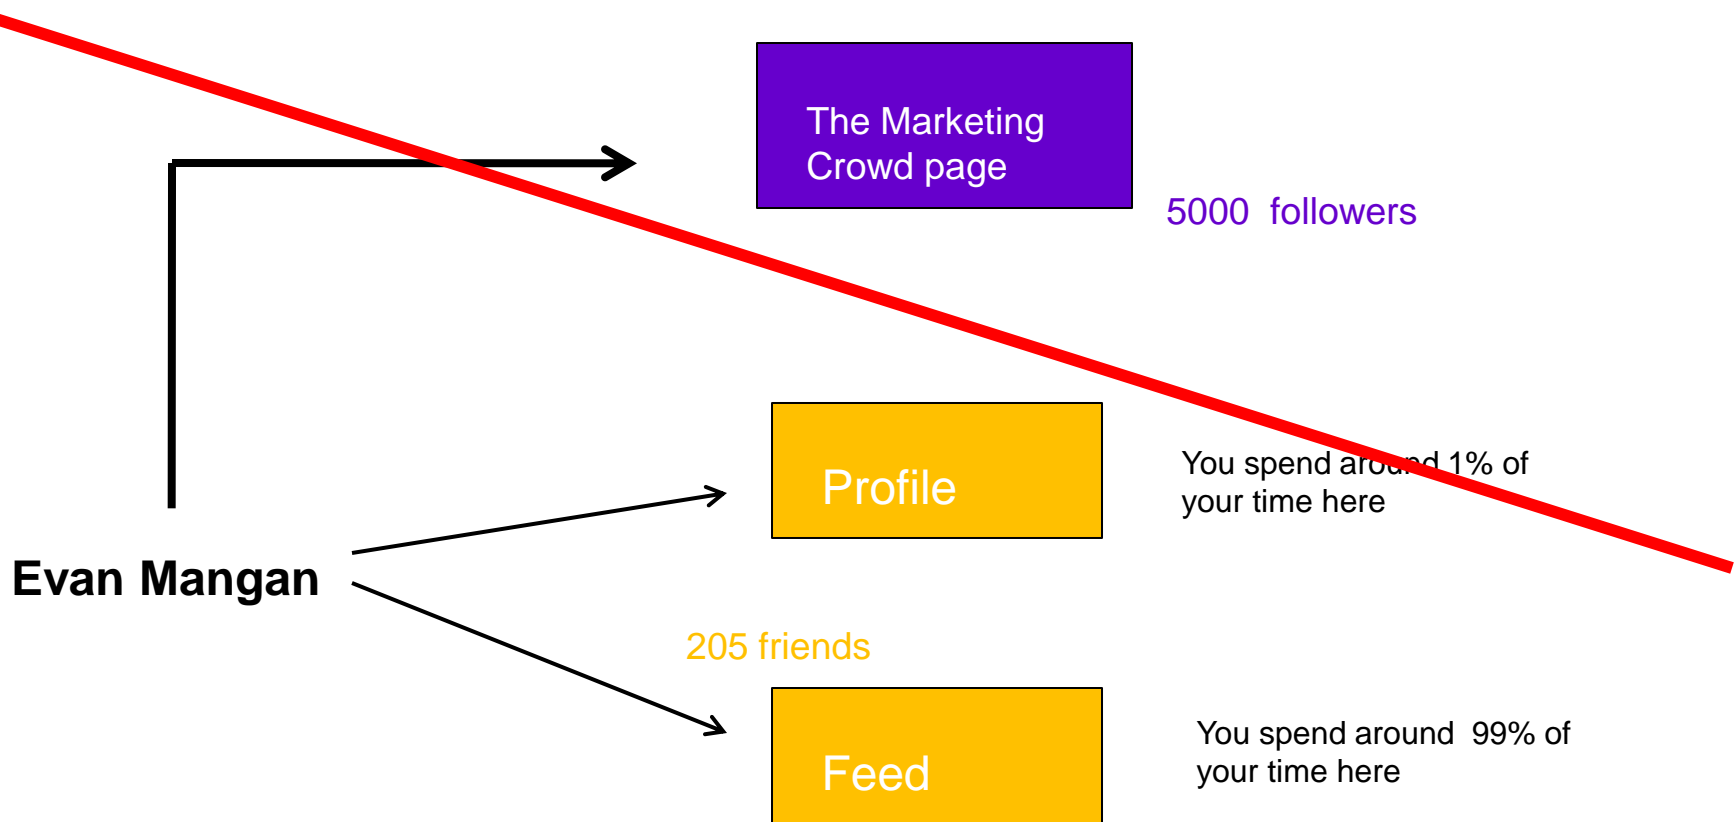 The Marketing
Crowd page
5000  followers
Profile
You spend around 1% of
your time here
Evan Mangan
205 friends
Feed
You spend around  99% of
your time here